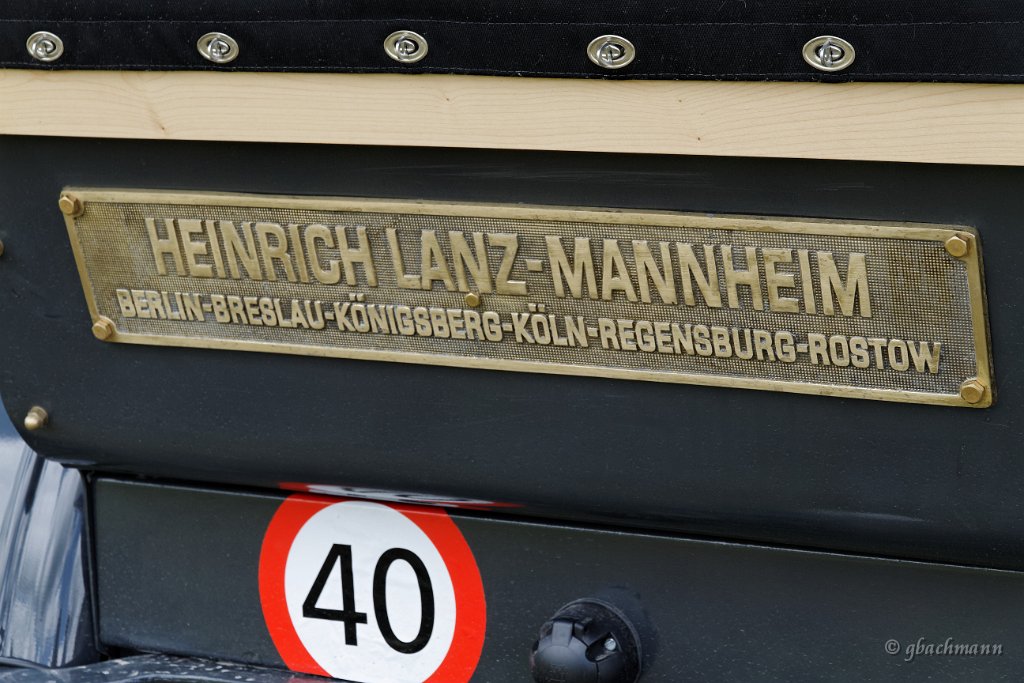 HEINRICH LANZ-MANNHEIM
BERLIN-BRESLAU-KÖNIGSBERG-KÖLN-REGENSBURG-ROSTOW
40
© gbachmann